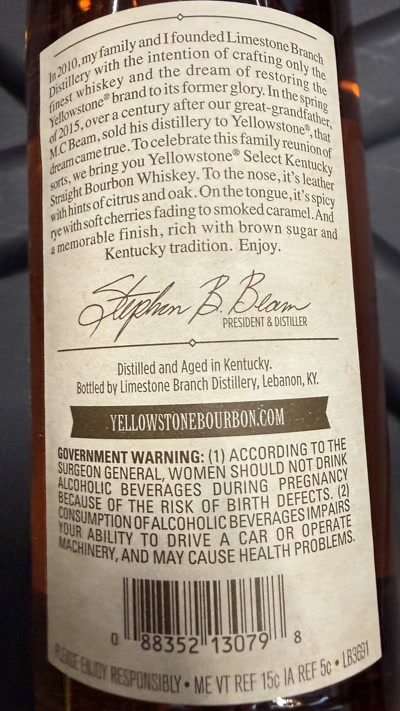 In 2010, my family and I founded Limestone Branch
Distillery with the intention of crafting only the
finest whiskey and the dream of restoring the
Yellowstone® brand to its former glory. In the spring
of 2015, over a century after our great-grandfather,
M C Beam, sold his distillery to Yellowstone®, that
dream came true. To celebrate this family reunion of
sorts, we bring you Yellowstone® Select Kentucky
Straight Bourbon Whiskey. To the nose, it's leather
with hints of citrus and oak. On the tongue, it's spicy
rye with soft cherries fading to smoked caramel. And
a memorable finish, rich with brown sugar and
Kentucky tradition. Enjoy.
Stephen B. Beam
PRESIDENT & DISTILLER
Distilled and Aged in Kentucky.
Bottled by Limestone Branch Distillery, Lebanon, KY.
YELLOWSTONEBOURBON.COM
GOVERNMENT WARNING: (1) ACCORDING TO THE
SURGEON GENERAL, WOMEN SHOULD NOT DRINK
ALCOHOLIC BEVERAGES DURING PREGNANCY
BECAUSE OF THE RISK OF BIRTH DEFECTS. (2)
CONSUMPTION OF ALCOHOLIC BEVERAGES IMPAIRS
YOUR ABILITY TO DRIVE A CAR OR OPERATE
MACHINERY, AND MAY CAUSE HEALTH PROBLEMS.
0 88352 13079 8
PLEASE ENJOY RESPONSIBLY • ME VT REF 15¢ IA REF 5¢ • LB3691